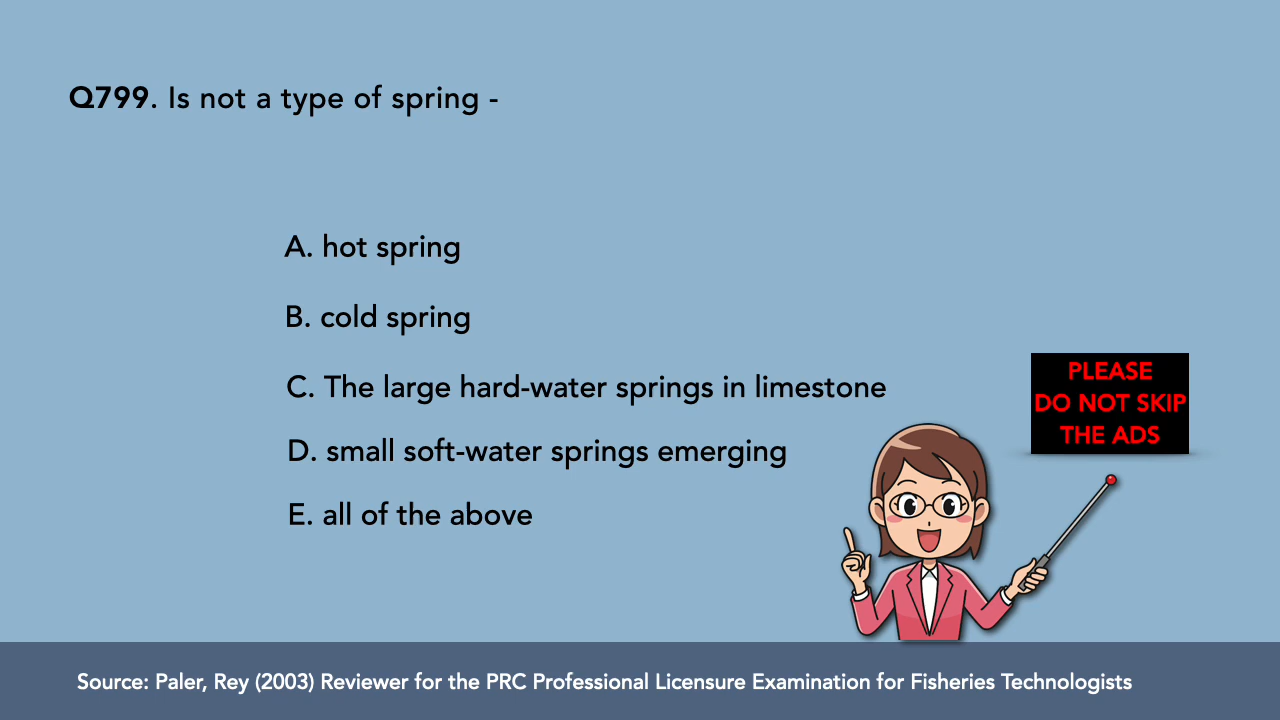 Q799. Is not a type of spring -
A. hot spring
B. cold spring
C. The large hard-water springs in limestone
D. small soft-water springs emerging
E. all of the above
PLEASE
DO NOT SKIP
THE ADS
Source: Paler, Rey (2003) Reviewer for the PRC Professional Licensure Examination for Fisheries Technologists